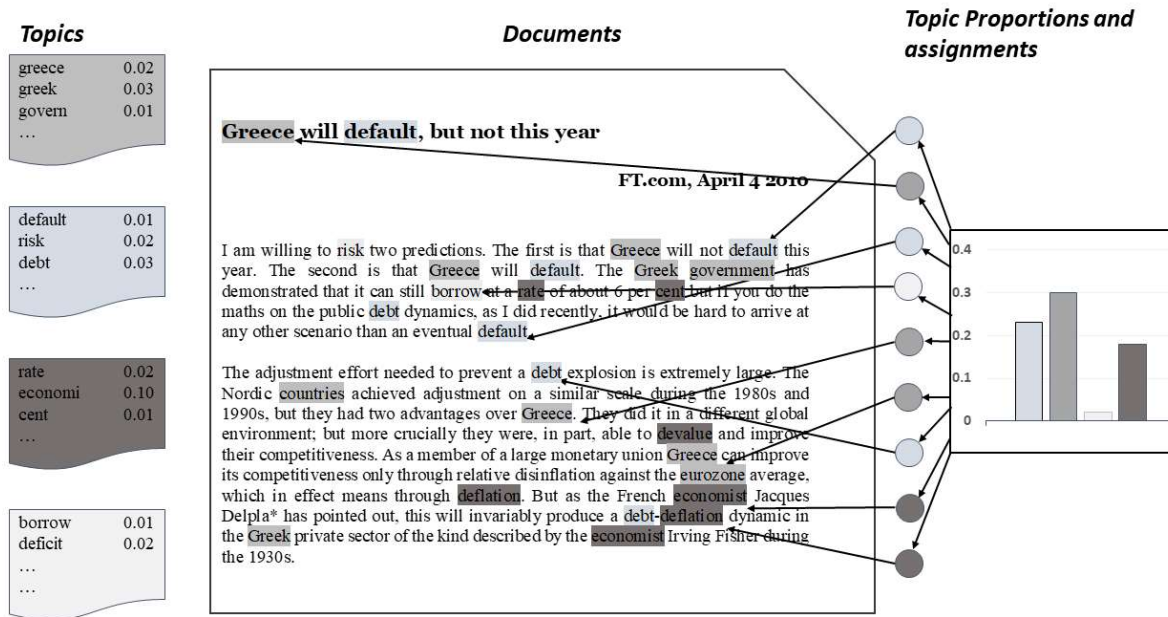 Topics
Documents
Topic Proportions and
assignments
greece 0.02
greek 0.03
govern 0.01
…
default 0.01
risk 0.02
debt 0.03
…
rate 0.02
economi 0.10
cent 0.01
…
borrow 0.01
deficit 0.02
…
…
Greece will default, but not this year
FT.com, April 4 2010
I am willing to risk two predictions. The first is that Greece will not default this
year. The second is that Greece will default. The Greek government has
demonstrated that it can still borrow at a rate of about 6 per cent but if you do the
maths on the public debt dynamics, as I did recently, it would be hard to arrive at
any other scenario than an eventual default.
The adjustment effort needed to prevent a debt explosion is extremely large. The
Nordic countries achieved adjustment on a similar scale during the 1980s and
1990s, but they had two advantages over Greece. They did it in a different global
environment; but more crucially they were, in part, able to devalue and improve
their competitiveness. As a member of a large monetary union Greece can improve
its competitiveness only through relative disinflation against the eurozone average,
which in effect means through deflation. But as the French economist Jacques
Delpla* has pointed out, this will invariably produce a debt-deflation dynamic in
the Greek private sector of the kind described by the economist Irving Fisher during
the 1930s.
0.4
0.3
0.2
0.1
0